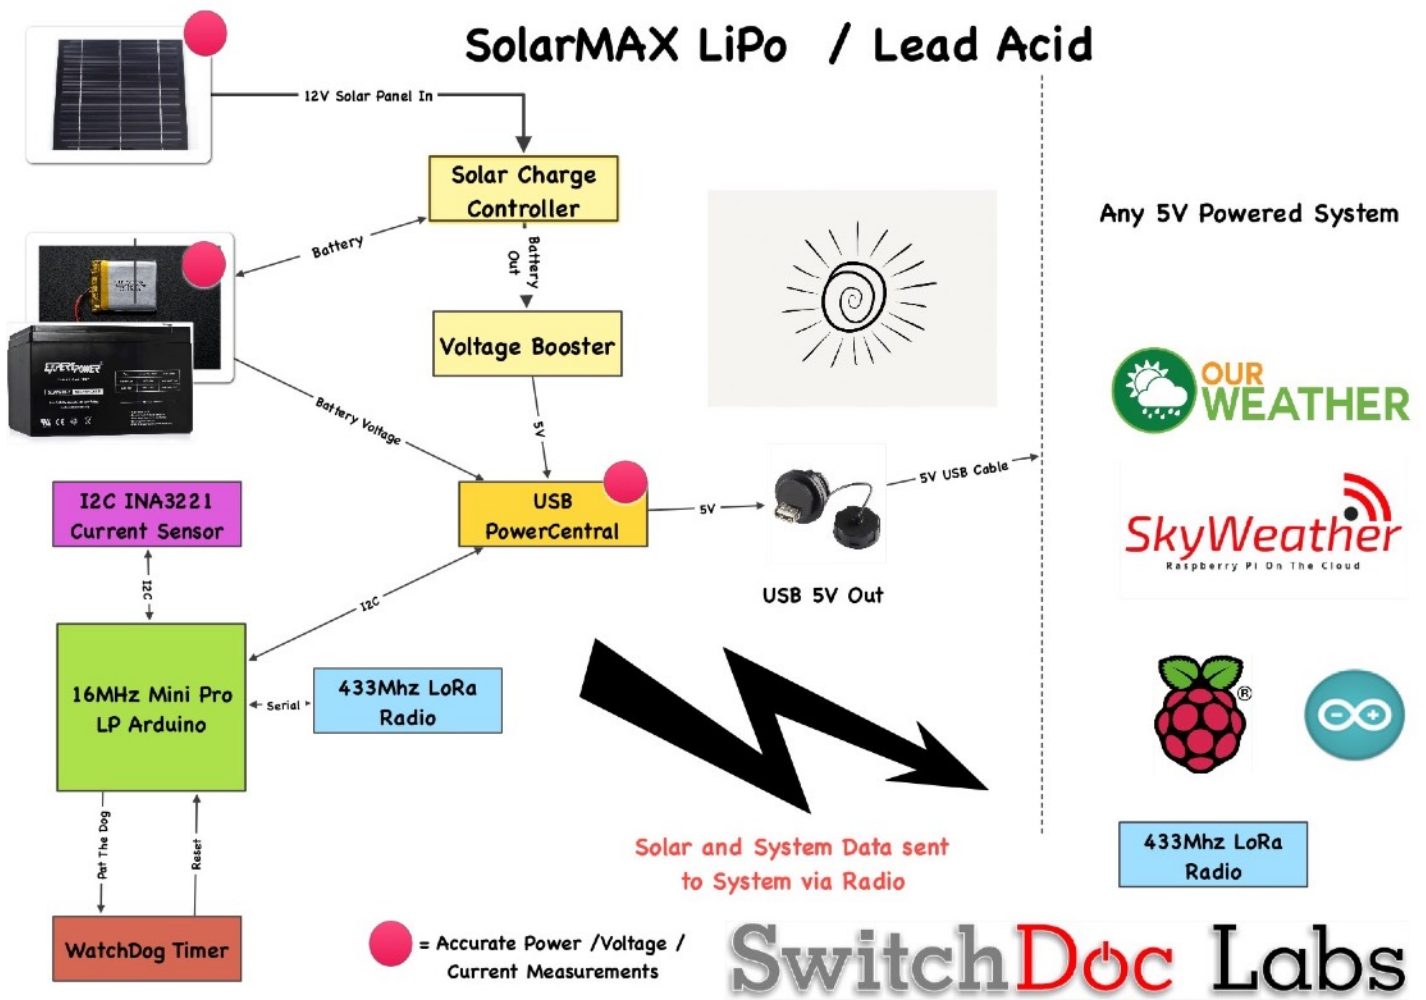 SolarMAX LiPo / Lead Acid
12V Solar Panel In
Solar Charge
Controller
Any 5V Powered System
Battery
Battery
Out
Voltage Booster
OUR
WEATHER
EXPERTPOWER
Battery Voltage
5V
5V USB Cable
I2C INA3221
Current Sensor
USB
PowerCentral
5V
SkyWeather
Raspberry Pi On The Cloud
I2C
I2C
USB 5V Out
16MHz Mini Pro
LP Arduino
Serial
433Mhz LoRa
Radio
®
Pat The Dog
Reset
Solar and System Data sent
to System via Radio
433Mhz LoRa
Radio
WatchDog Timer
= Accurate Power /Voltage /
Current Measurements
SwitchDoc Labs